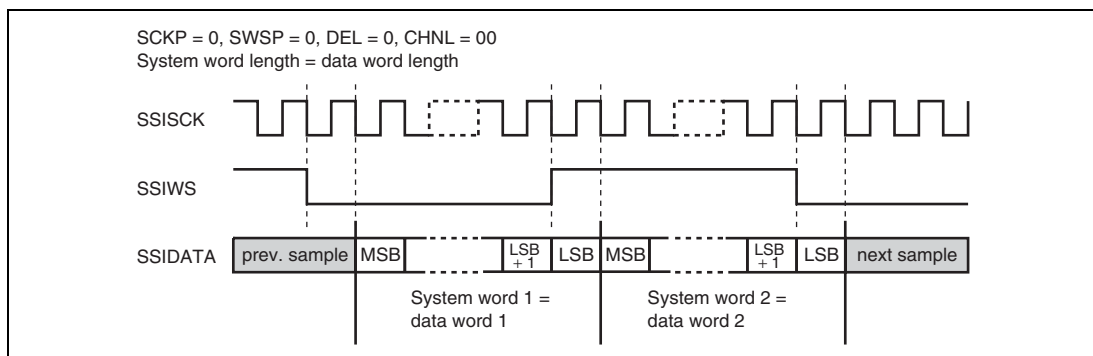 SCKP = 0, SWSP = 0, DEL = 0, CHNL = 00
System word length = data word length
SSISCK
SSIWS
SSIDATA
prev. sample
MSB
LSB
+ 1
LSB
MSB
LSB
+ 1
LSB
next sample
System word 1 =
data word 1
System word 2 =
data word 2